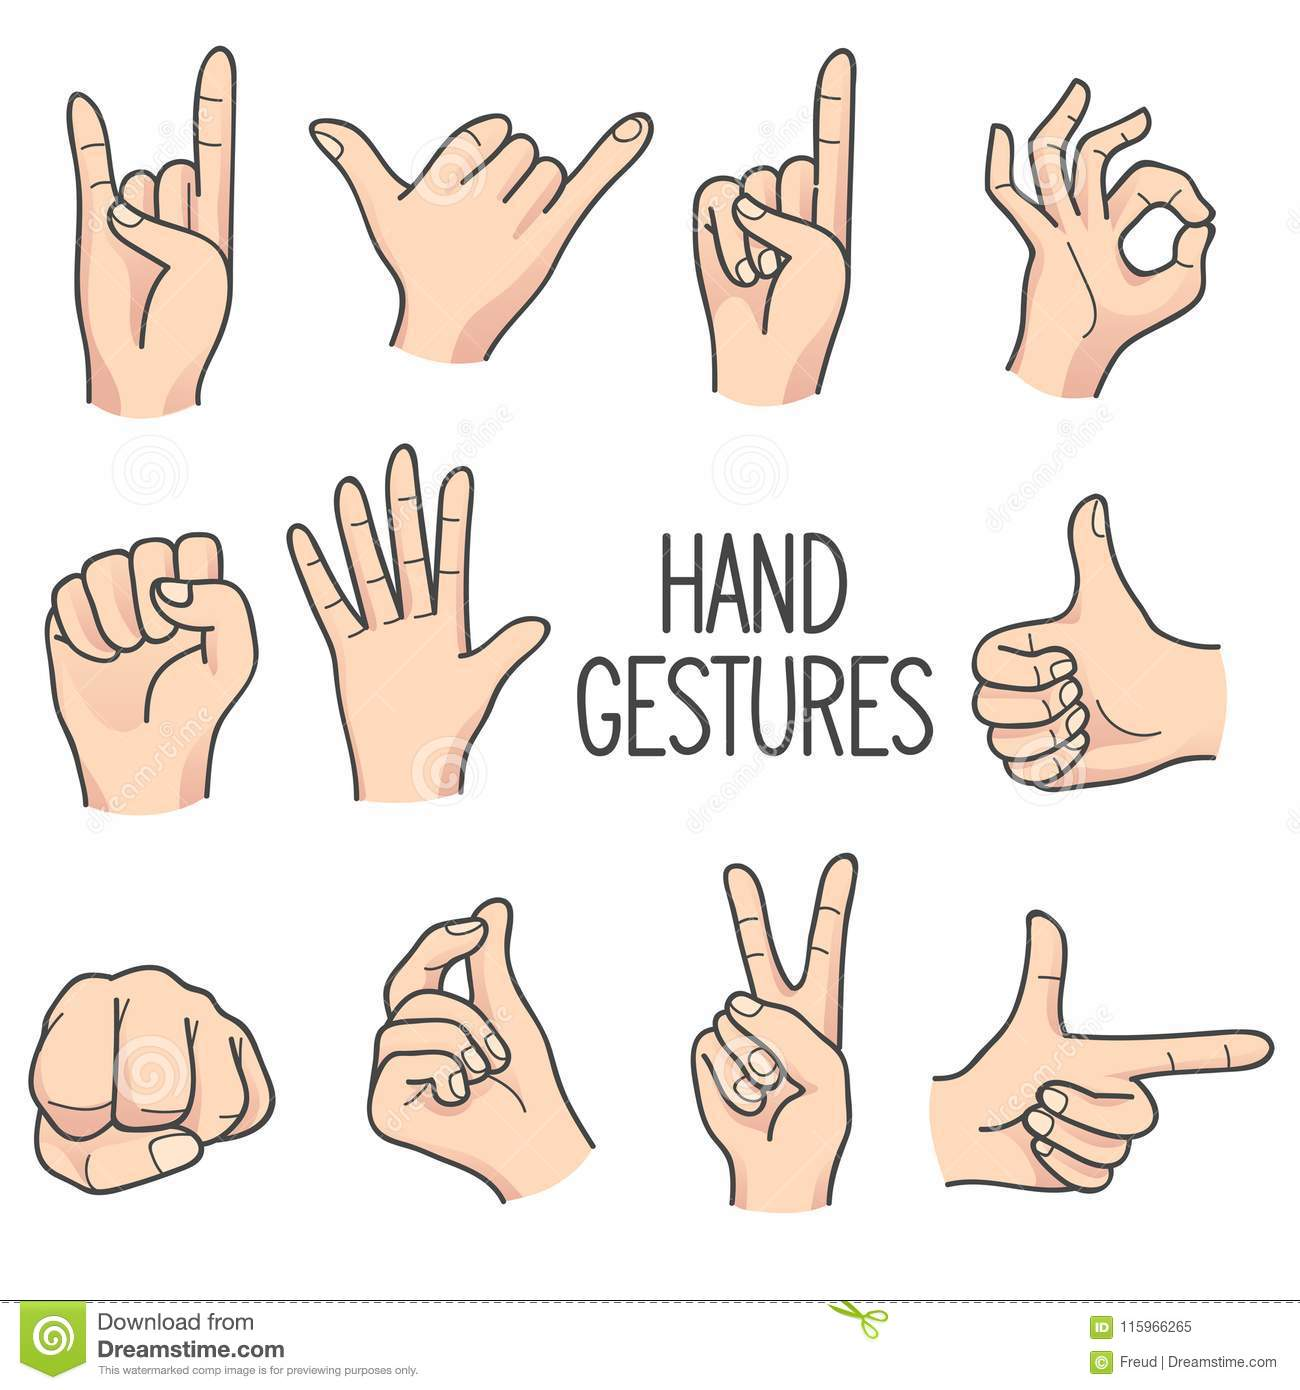 HAND
GESTURES
Download from
Dreamstime.com
This watermarked comp image is for previewing purposes only.
ID 115966265
© Freud | Dreamstime.com